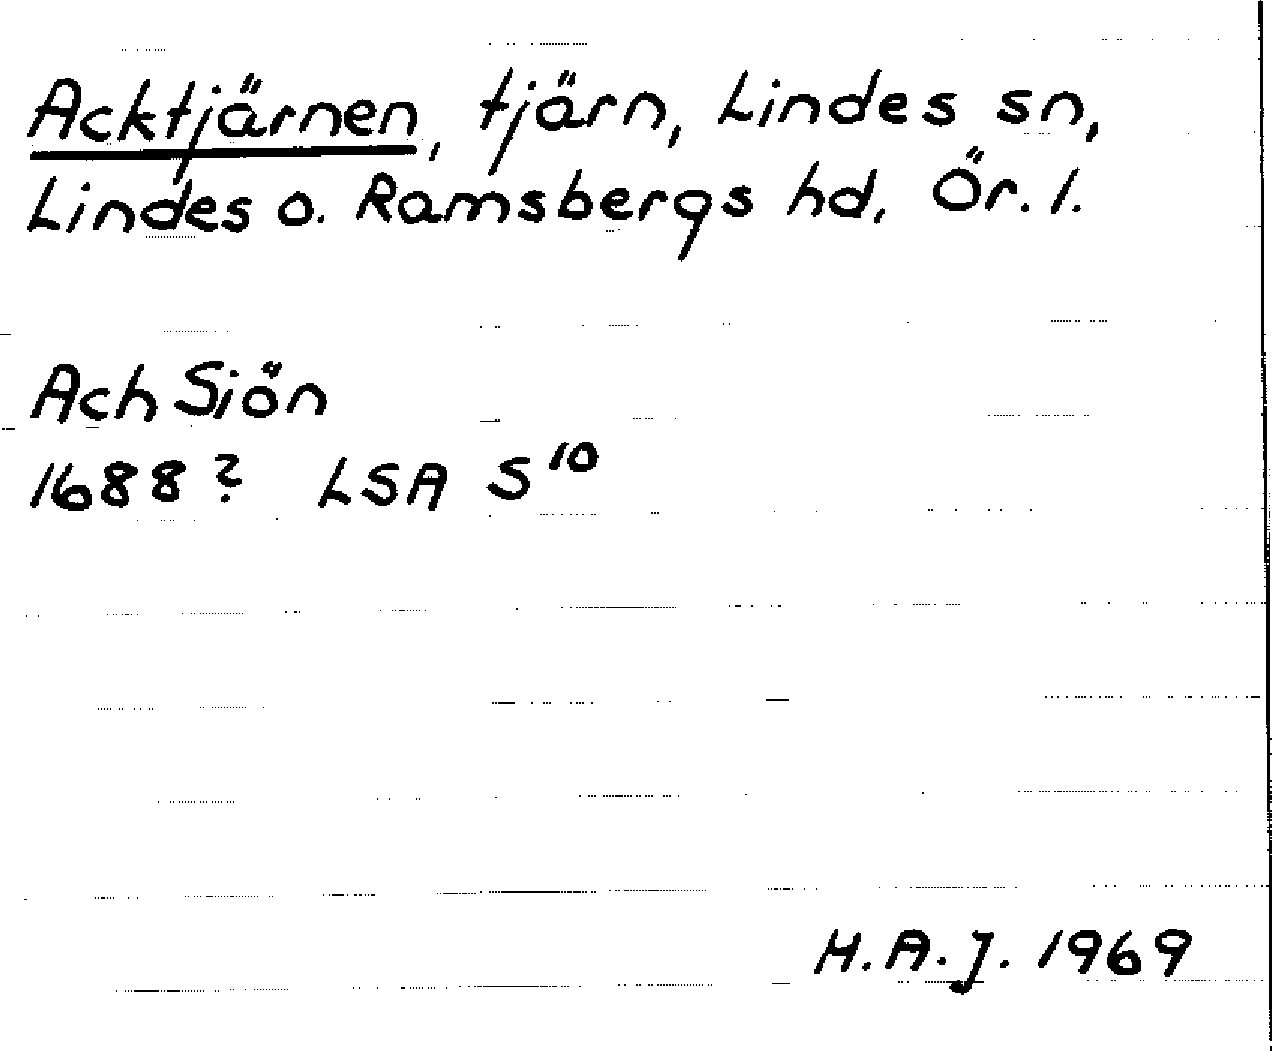 Acktjärnen, tjärn, Lindes sn,
Lindes o. Ramsbergs hd, Ör. l.
Ach Siön
1688? LSA S¹⁰
H.A.J. 1969